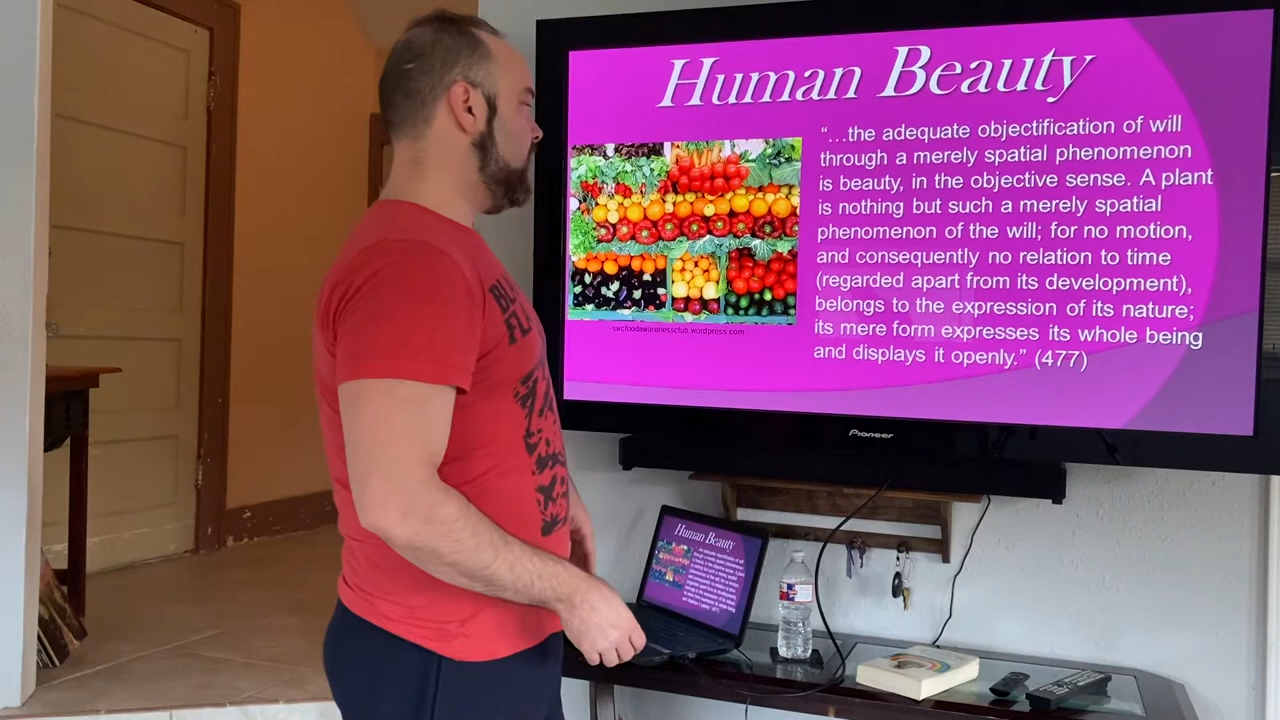 Human Beauty
“…the adequate objectification of will
through a merely spatial phenomenon
is beauty, in the objective sense. A plant
is nothing but such a merely spatial
phenomenon of the will; for no motion,
and consequently no relation to time
(regarded apart from its development),
belongs to the expression of its nature;
its mere form expresses its whole being
and displays it openly.” (477)
swcfoodawarenessclub.wordpress.com
Pioneer
Human Beauty